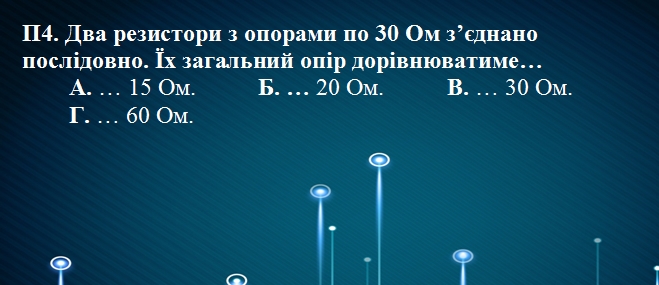 П4. Два резистори з опорами по 30 Ом з’єднано
послідовно. Їх загальний опір дорівнюватиме…
А. … 15 Ом. Б. … 20 Ом. В. … 30 Ом.
Г. … 60 Ом.